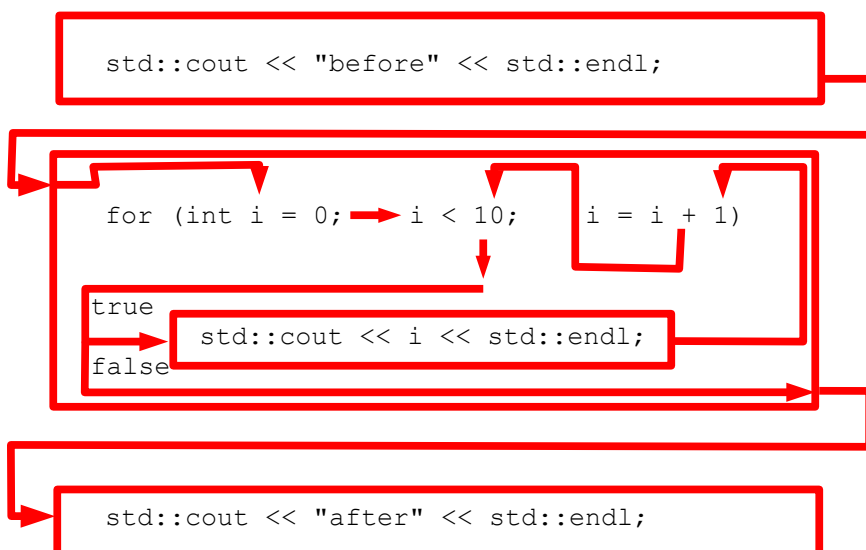 std::cout << "before" << std::endl;
for (int i = 0; i < 10; i = i + 1)
true
std::cout << i << std::endl;
false
std::cout << "after" << std::endl;